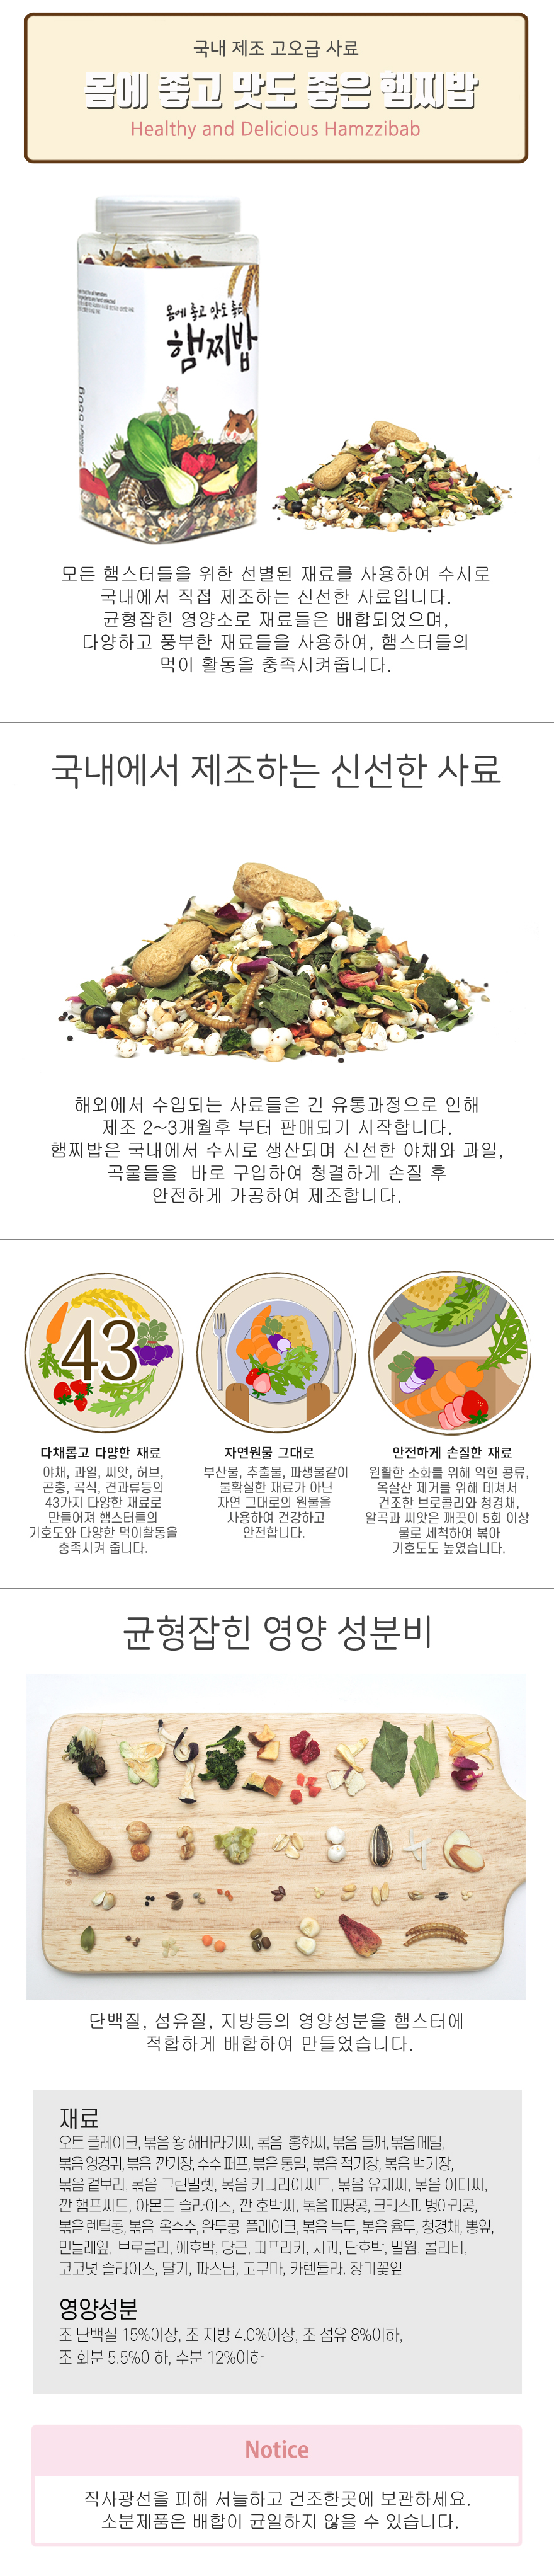 국내 제조 고오급 사료
몸에 좋고 맛도 좋은 햄찌밥
Healthy and Delicious Hamzzibab
몸에 좋고 맛도 좋은
햄찌밥
550g
모든 햄스터들을 위한 선별된 재료를 사용하여 수시로
국내에서 직접 제조하는 신선한 사료입니다.
균형잡힌 영양소로 재료들은 배합되었으며,
다양하고 풍부한 재료들을 사용하여, 햄스터들의
먹이 활동을 충족시켜줍니다.
국내에서 제조하는 신선한 사료
해외에서 수입되는 사료들은 긴 유통과정으로 인해
제조 2~3개월후 부터 판매되기 시작합니다.
햄찌밥은 국내에서 수시로 생산되며 신선한 야채와 과일,
곡물들을 바로 구입하여 청결하게 손질 후
안전하게 가공하여 제조합니다.
43
다채롭고 다양한 재료
야채, 과일, 씨앗, 허브,
곤충, 곡식, 견과류등의
43가지 다양한 재료로
만들어져 햄스터들의
기호도와 다양한 먹이활동을
충족시켜 줍니다.
자연원물 그대로
부산물, 추출물, 파생물같이
불확실한 재료가 아닌
자연 그대로의 원물을
사용하여 건강하고
안전합니다.
안전하게 손질한 재료
원활한 소화를 위해 익힌 콩류,
옥살산 제거를 위해 데쳐서
건조한 브로콜리와 청경채,
알곡과 씨앗은 깨끗이 5회 이상
물로 세척하여 볶아
기호도도 높였습니다.
균형잡힌 영양 성분비
단백질, 섬유질, 지방등의 영양성분을 햄스터에
적합하게 배합하여 만들었습니다.
재료
오트 플레이크, 볶음 왕 해바라기씨, 볶음 홍화씨, 볶음 들깨, 볶음 메밀,
볶음 엉겅퀴, 볶음 깐기장, 수수 퍼프, 볶음 통밀, 볶음 적기장, 볶음 백기장,
볶음 겉보리, 볶음 그린밀렛, 볶음 카나리아씨드, 볶음 유채씨, 볶음 아마씨,
깐 햄프씨드, 아몬드 슬라이스, 깐 호박씨, 볶음 피땅콩, 크리스피 병아리콩,
볶음 렌틸콩, 볶음 옥수수, 완두콩 플레이크, 볶음 녹두, 볶음 율무, 청경채, 뽕잎,
민들레잎, 브로콜리, 애호박, 당근, 파프리카, 사과, 단호박, 밀웜, 콜라비,
코코넛 슬라이스, 딸기, 파스닙, 고구마, 카렌듈라. 장미꽃잎
영양성분
조 단백질 15%이상, 조 지방 4.0%이상, 조 섬유 8%이하,
조 회분 5.5%이하, 수분 12%이하
Notice
직사광선을 피해 서늘하고 건조한곳에 보관하세요.
소분제품은 배합이 균일하지 않을 수 있습니다.